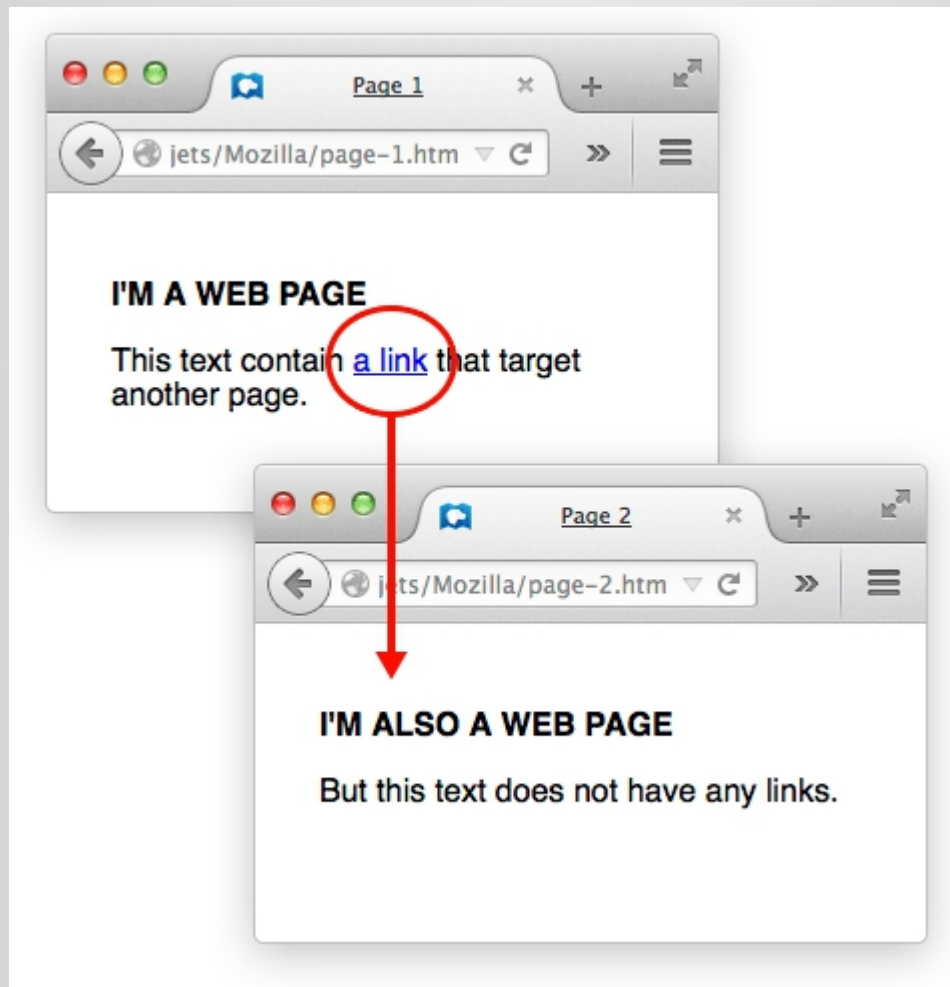 Page 1
jets/Mozilla/page-1.htm
I'M A WEB PAGE
This text contain a link that target
another page.
Page 2
jets/Mozilla/page-2.htm
I'M ALSO A WEB PAGE
But this text does not have any links.